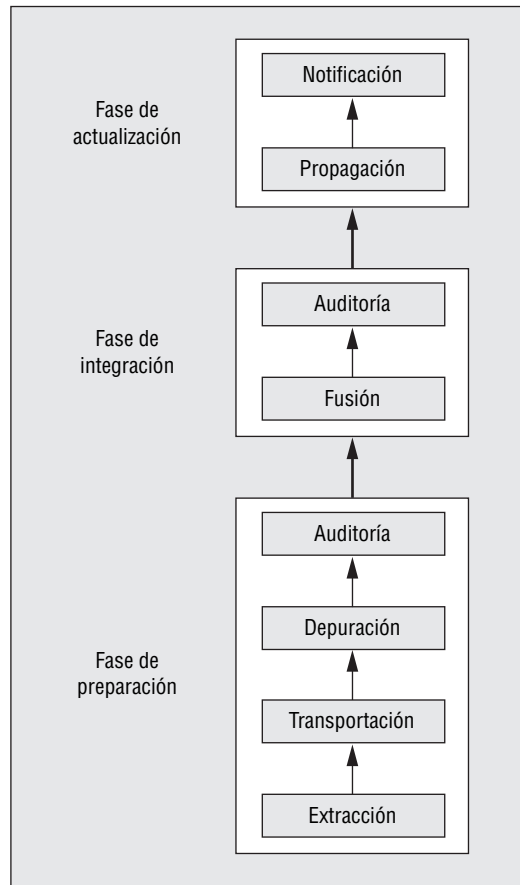 Fase de
actualización
Notificación
Propagación
Fase de
integración
Auditoría
Fusión
Fase de
preparación
Auditoría
Depuración
Transportación
Extracción